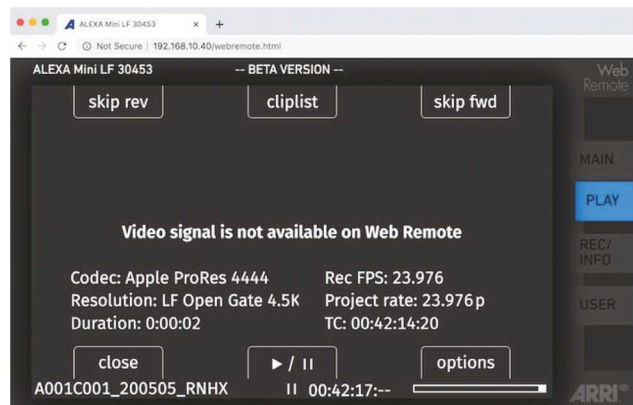 ALEXA Mini LF 30453
Not Secure | 192.168.10.40/webremote.html
ALEXA Mini LF 30453 -- BETA VERSION --
Web
Remote
skip rev cliplist skip fwd
MAIN
PLAY
Video signal is not available on Web Remote
REC/
INFO
Codec: Apple ProRes 4444 Rec FPS: 23.976
Resolution: LF Open Gate 4.5K Project rate: 23.976 p
USER
Duration: 0:00:02 TC: 00:42:14:20
close ▶ / II options
A001C001_200505_RNHX II 00:42:17:--
ARRI®